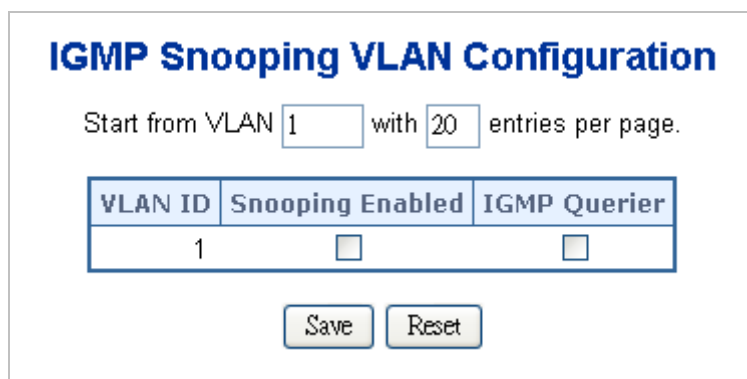 IGMP Snooping VLAN Configuration
Start from VLAN 1 with 20 entries per page.
VLAN ID Snooping Enabled IGMP Querier
1
Save Reset